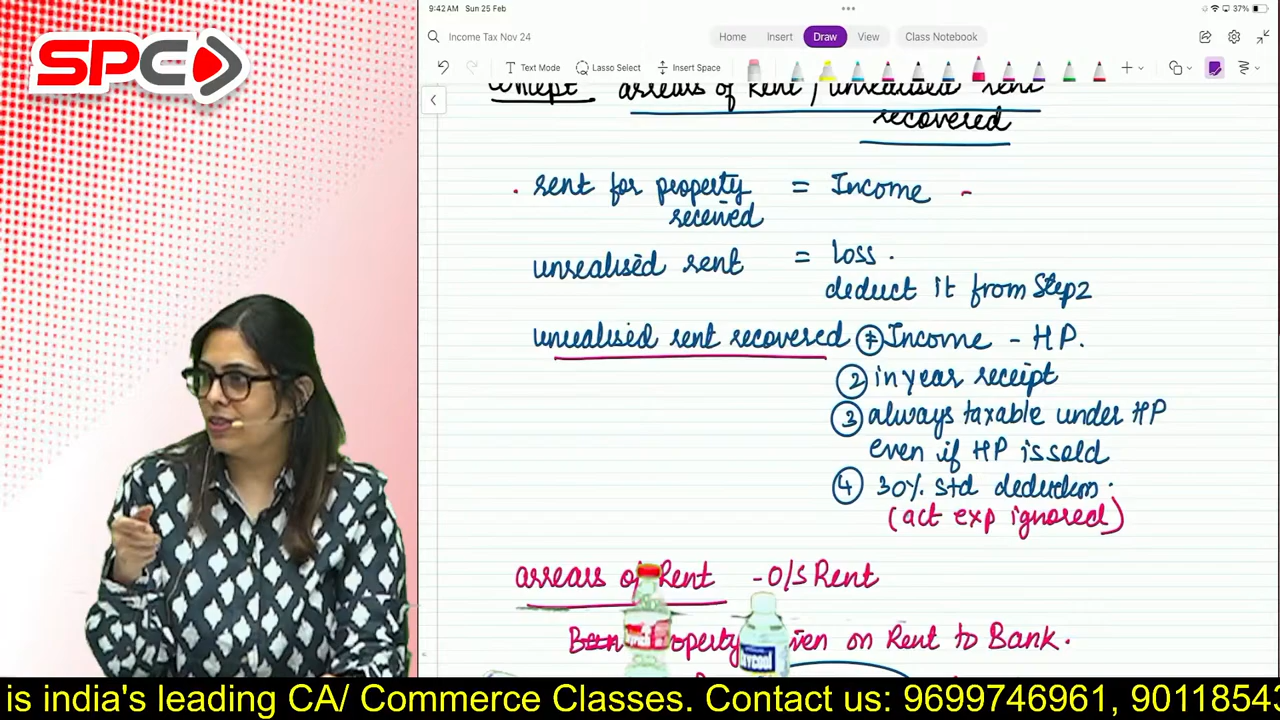 9:42 AM Sun 25 Feb
37%
SPC
Income Tax Nov 24
Home Insert Draw View Class Notebook
Text Mode Lasso Select Insert Space
Concept arrears of Rent / unrealised rent
recovered
rent for property = Income
received
unrealised rent = loss.
deduct it from Step2
unrealised rent recovered Income - HP.
2 in year receipt
3 always taxable under HP
even if HP is sold
4 30% std deduction.
(act exp ignored)
arrears of Rent - O/S Rent
property given on Rent to Bank.
is india's leading CA/ Commerce Classes. Contact us: 9699746961, 9011854